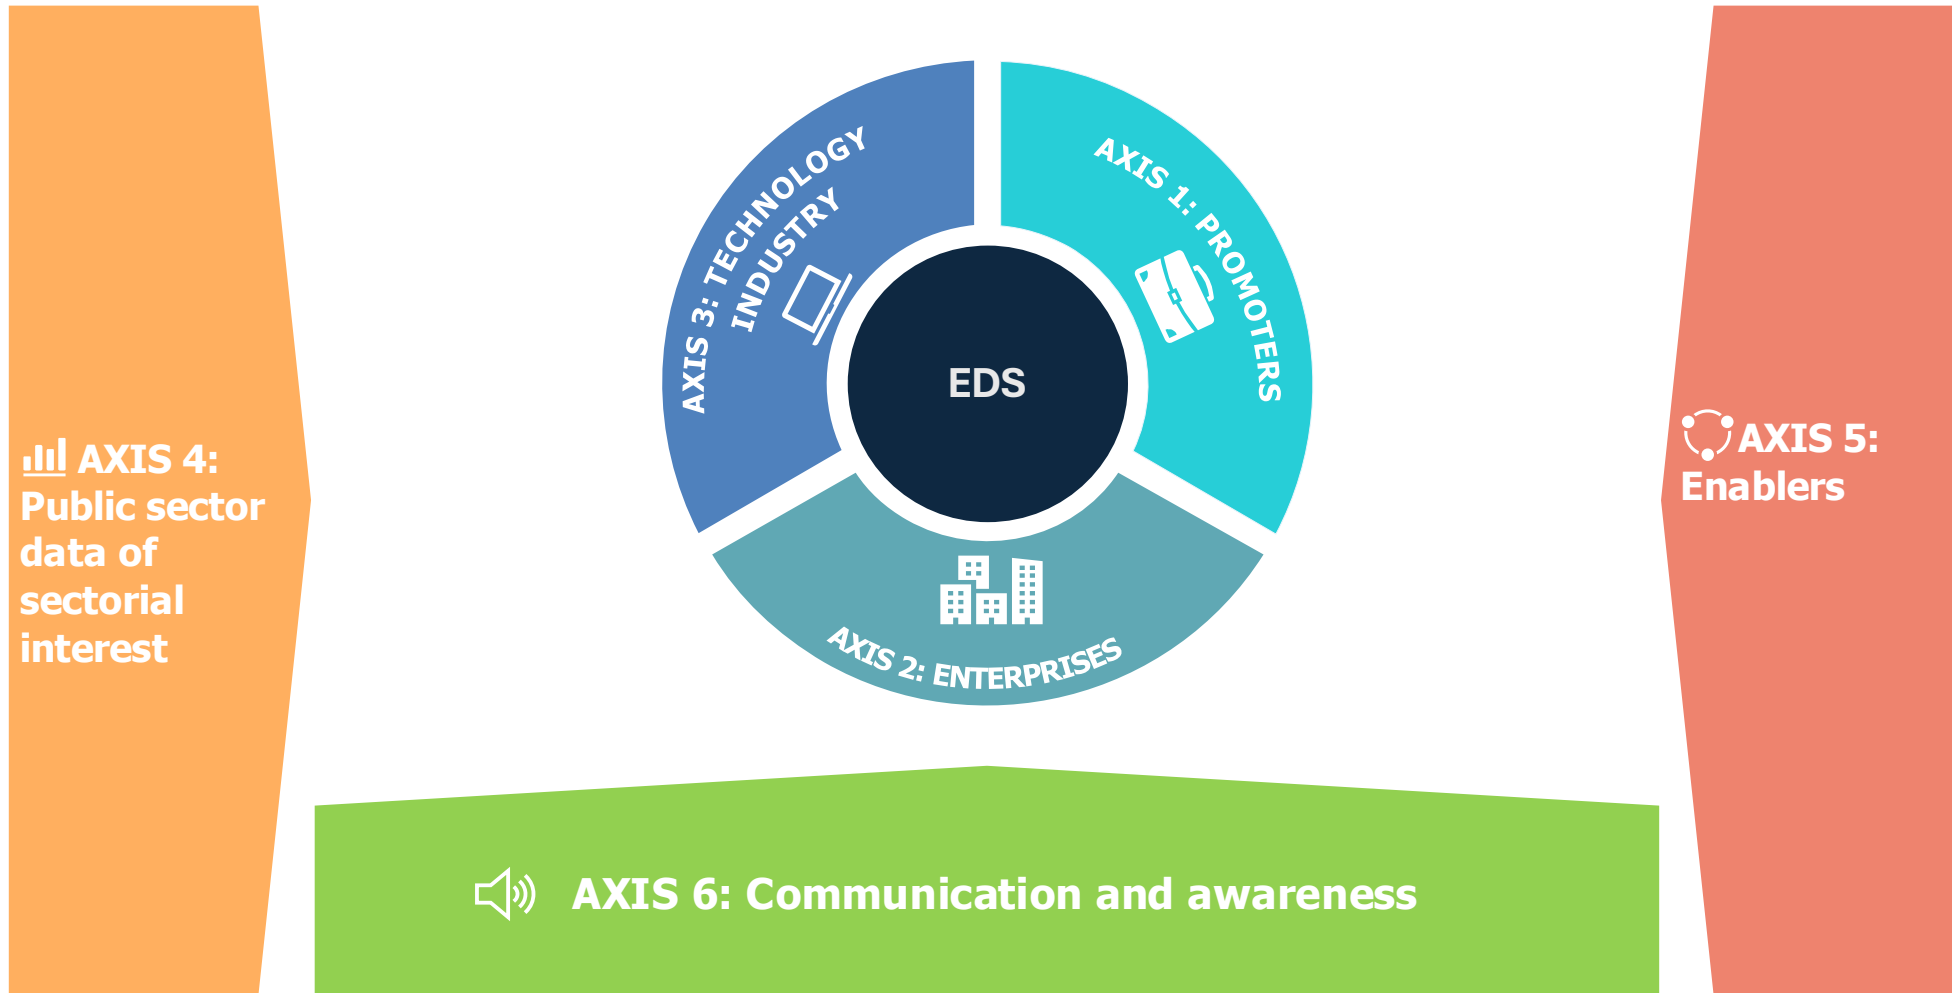 AXIS 3: TECHNOLOGY
INDUSTRY
AXIS 1: PROMOTERS
EDS
AXIS 2: ENTERPRISES
AXIS 4:
Public sector
data of
sectorial
interest
AXIS 5:
Enablers
AXIS 6: Communication and awareness